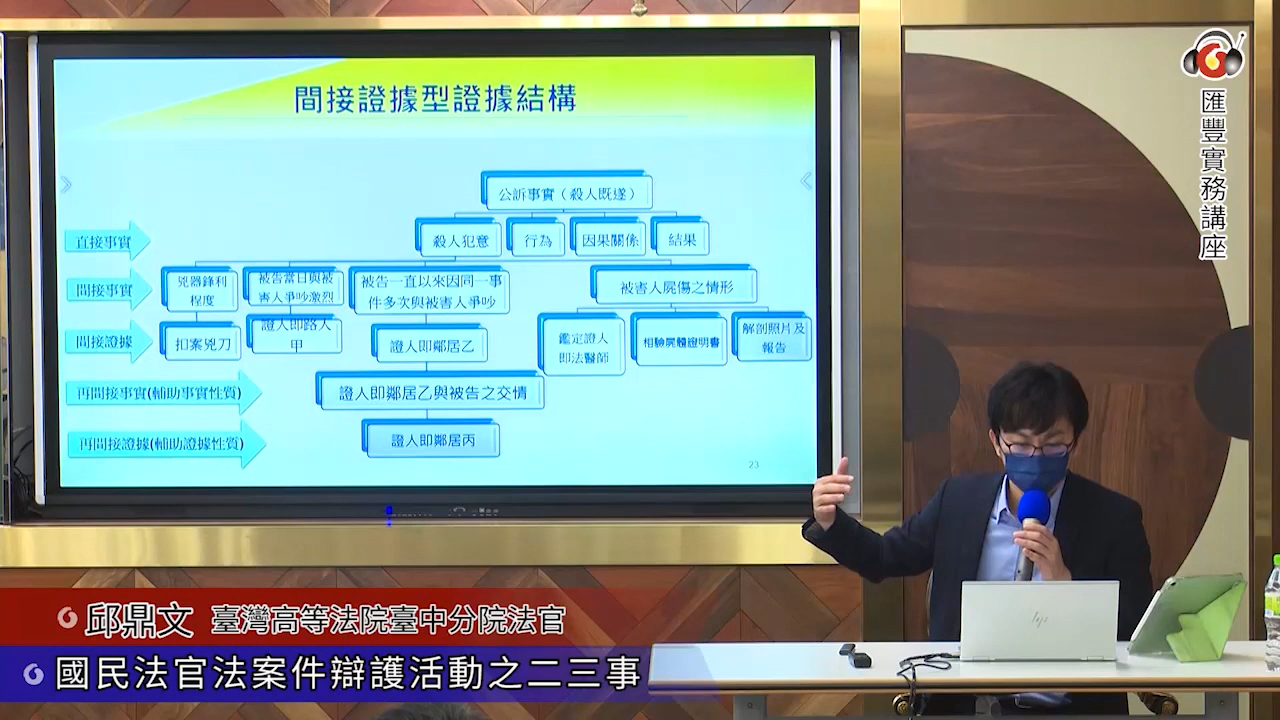 間接證據型證據結構
公訴事實（殺人既遂）
直接事實
殺人犯意
行為
因果關係
結果
間接事實
兇器鋒利
程度
被告當日與被
害人爭吵激烈
被告一直以來因同一事
件多次與被害人爭吵
被害人屍傷之情形
間接證據
扣案兇刀
證人即路人
甲
證人即鄰居乙
鑑定證人
即法醫師
相驗屍體證明書
解剖照片及
報告
再間接事實(輔助事實性質)
證人即鄰居乙與被告之交情
再間接證據(輔助證據性質)
證人即鄰居丙
23
匯豐實務講座
hp
邱鼎文 臺灣高等法院臺中分院法官
國民法官法案件辯護活動之二三事